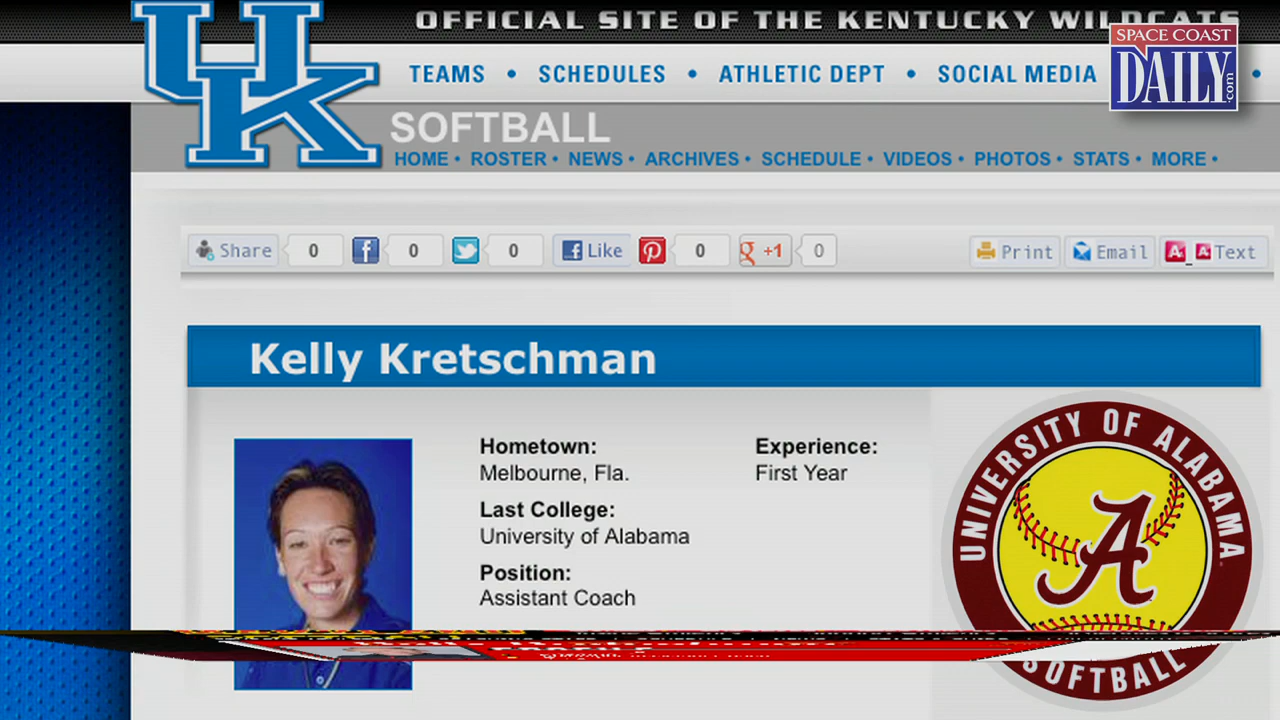 OFFICIAL SITE OF THE KENTUCKY WILDCATS
SPACE COAST
DAILY.com
UK
TEAMS • SCHEDULES • ATHLETIC DEPT • SOCIAL MEDIA •
SOFTBALL
HOME • ROSTER • NEWS • ARCHIVES • SCHEDULE • VIDEOS • PHOTOS • STATS • MORE •
Share 0 f 0 0 f Like 0 g +1 0 Print Email A A Text
Kelly Kretschman
Hometown:
Melbourne, Fla.
Last College:
University of Alabama
Position:
Assistant Coach
Experience:
First Year
UNIVERSITY OF ALABAMA
A
SOFTBALL